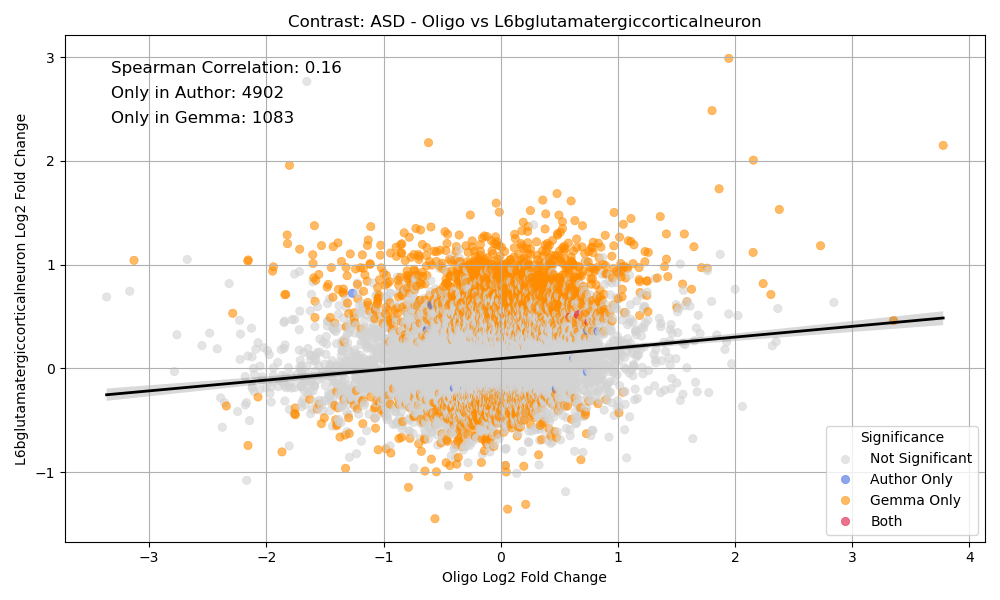 Contrast: ASD - Oligo vs L6bglutamatergiccorticalneuron
Spearman Correlation: 0.16
Only in Author: 4902
Only in Gemma: 1083
L6bglutamatergiccorticalneuron Log2 Fold Change
3
2
1
0
−1
Significance
Not Significant
Author Only
Gemma Only
Both
−3 −2 −1 0 1 2 3 4
Oligo Log2 Fold Change